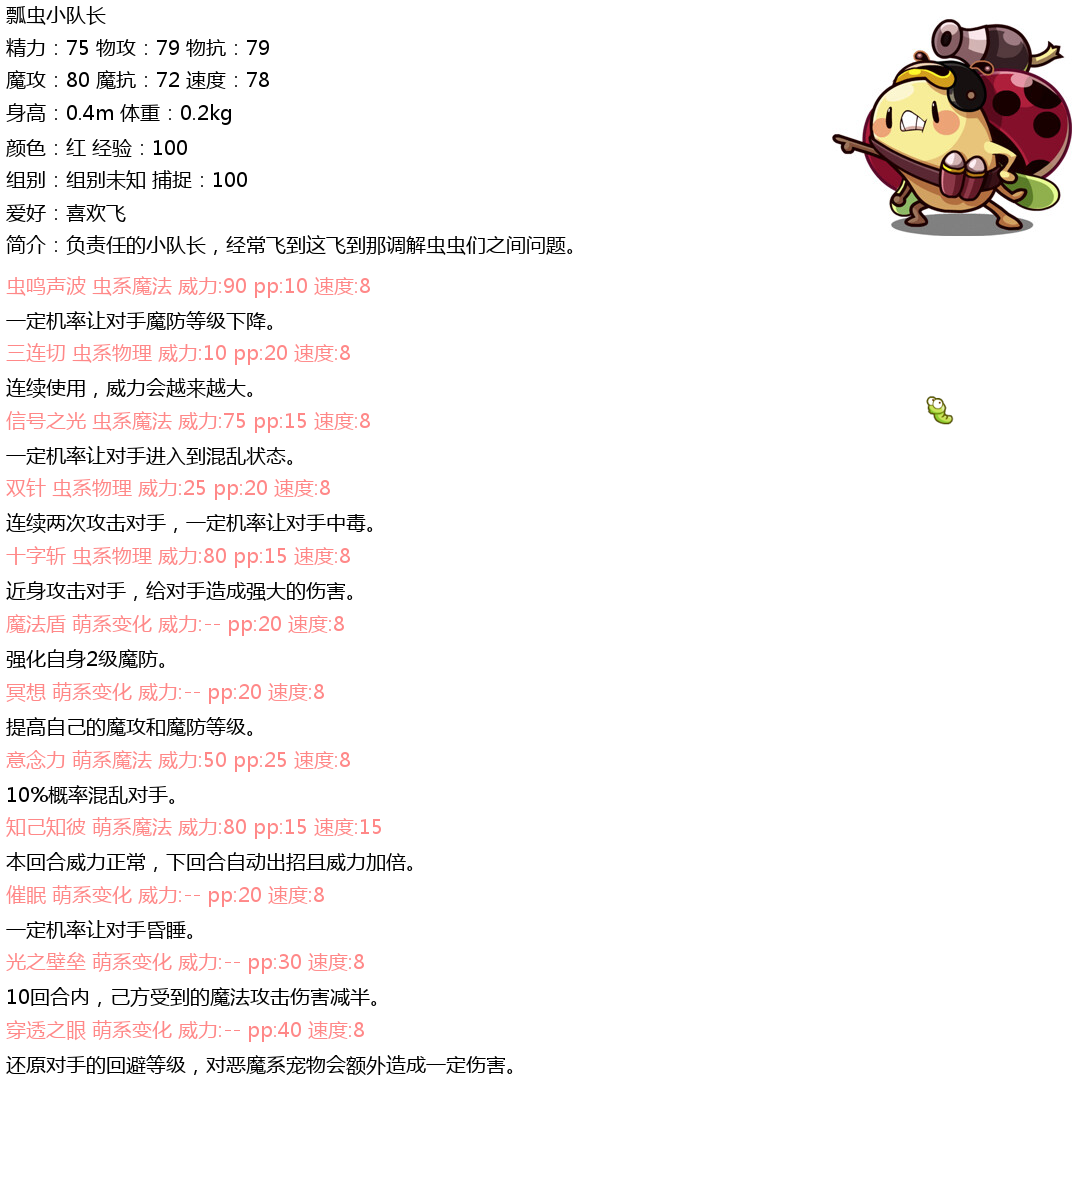 瓢虫小队长
精力：75 物攻：79 物抗：79
魔攻：80 魔抗：72 速度：78
身高：0.4m 体重：0.2kg
颜色：红 经验：100
组别：组别未知 捕捉：100
爱好：喜欢飞
简介：负责任的小队长，经常飞到这飞到那调解虫虫们之间问题。
虫鸣声波 虫系魔法 威力:90 pp:10 速度:8
一定机率让对手魔防等级下降。
三连切 虫系物理 威力:10 pp:20 速度:8
连续使用，威力会越来越大。
信号之光 虫系魔法 威力:75 pp:15 速度:8
一定机率让对手进入到混乱状态。
双针 虫系物理 威力:25 pp:20 速度:8
连续两次攻击对手，一定机率让对手中毒。
十字斩 虫系物理 威力:80 pp:15 速度:8
近身攻击对手，给对手造成强大的伤害。
魔法盾 萌系变化 威力:-- pp:20 速度:8
强化自身2级魔防。
冥想 萌系变化 威力:-- pp:20 速度:8
提高自己的魔攻和魔防等级。
意念力 萌系魔法 威力:50 pp:25 速度:8
10%概率混乱对手。
知己知彼 萌系魔法 威力:80 pp:15 速度:15
本回合威力正常，下回合自动出招且威力加倍。
催眠 萌系变化 威力:-- pp:20 速度:8
一定机率让对手昏睡。
光之壁垒 萌系变化 威力:-- pp:30 速度:8
10回合内，己方受到的魔法攻击伤害减半。
穿透之眼 萌系变化 威力:-- pp:40 速度:8
还原对手的回避等级，对恶魔系宠物会额外造成一定伤害。